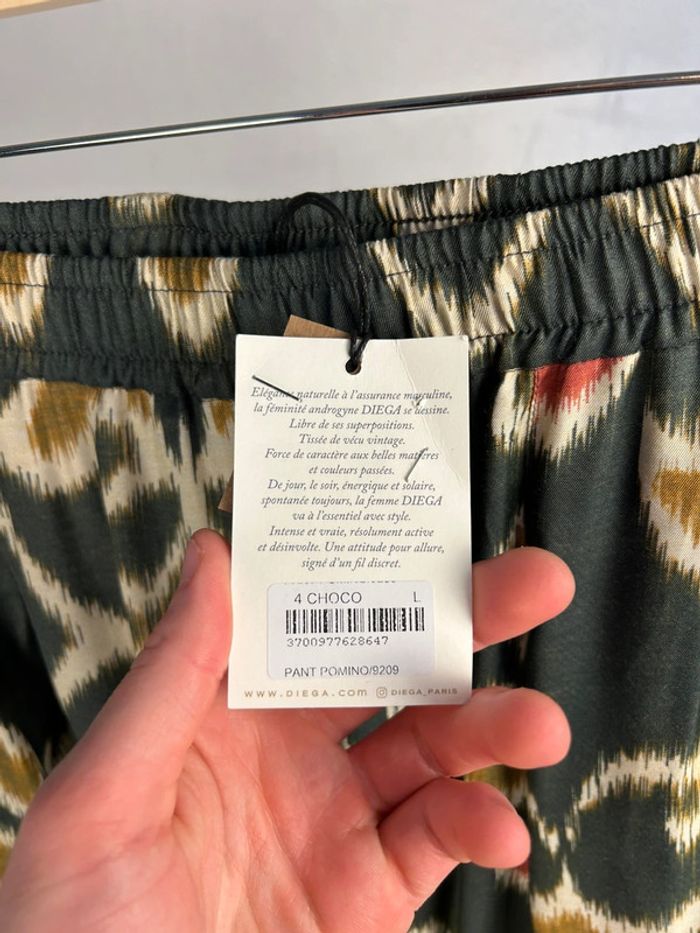 Elégance naturelle à l'assurance masculine,
la féminité androgyne DIEGA se dessine.
Libre de ses superpositions.
Tissée de vécu vintage.
Force de caractère aux belles matières
et couleurs passées.
De jour, le soir, énergique et solaire,
spontanée toujours, la femme DIEGA
va à l'essentiel avec style.
Intense et vraie, résolument active
et désinvolte. Une attitude pour allure,
signé d'un fil discret.
4 CHOCO L
3700977628647
PANT POMINO/9209
WWW.DIEGA.COM DIEGA_PARIS